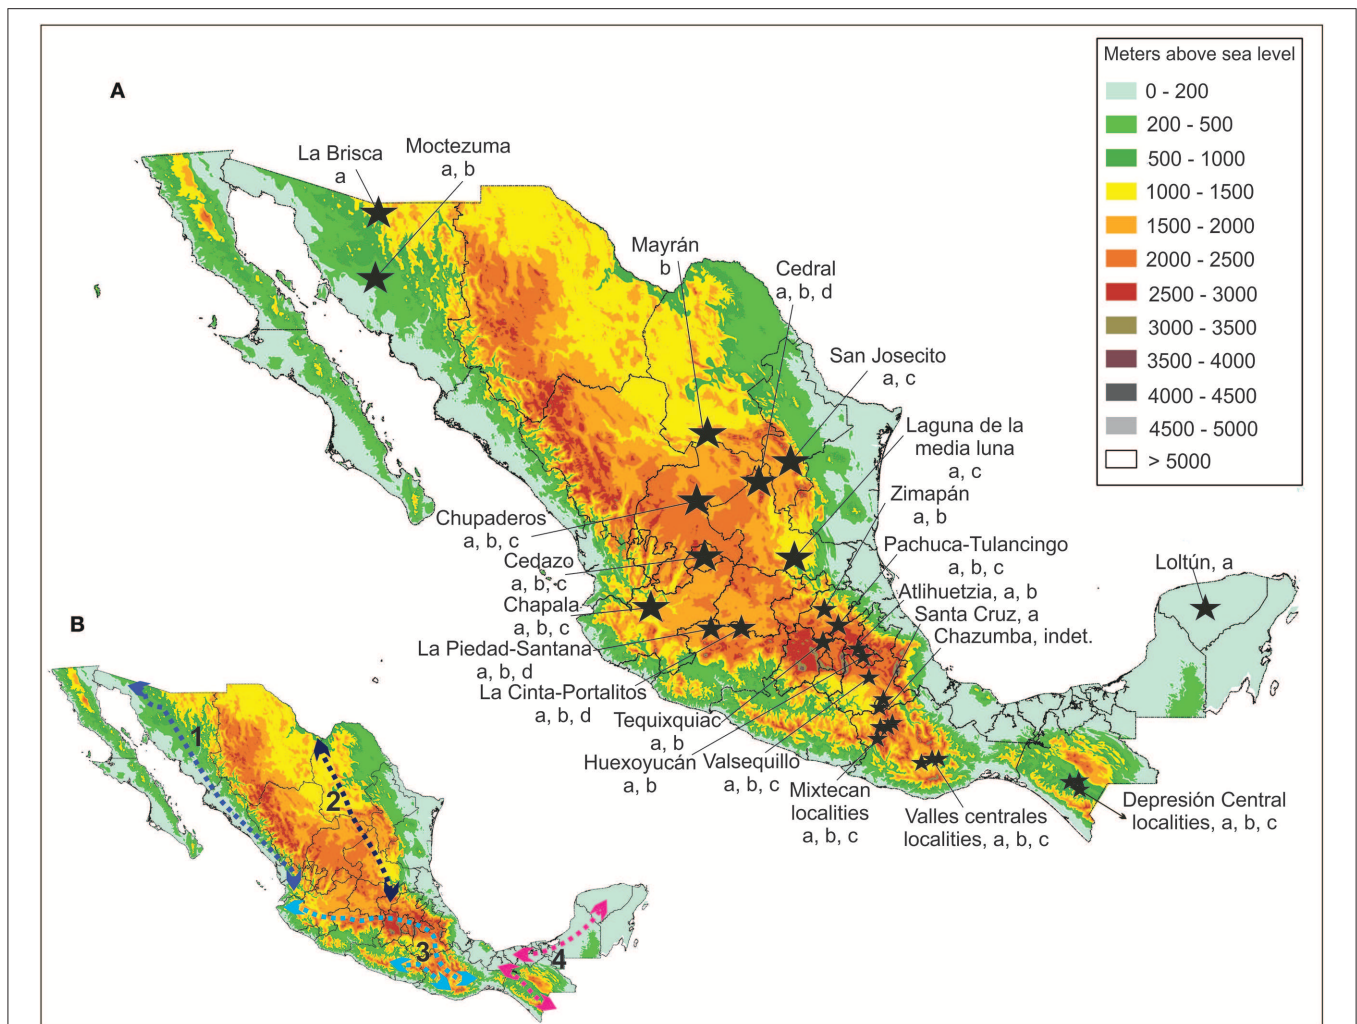 A
Meters above sea level
0 - 200
200 - 500
500 - 1000
1000 - 1500
1500 - 2000
2000 - 2500
2500 - 3000
3000 - 3500
3500 - 4000
4000 - 4500
4500 - 5000
> 5000
La Brisca
a
Moctezuma
a, b
Mayrán
b
Cedral
a, b, d
San Josecito
a, c
Laguna de la
media luna
a, c
Zimapán
a, b
Pachuca-Tulancingo
a, b, c
Atlihuetzia, a, b
Santa Cruz, a
Chazumba, indet.
Loltún, a
Chupaderos
a, b, c
Cedazo
a, b, c
Chapala
a, b, c
La Piedad-Santana
a, b, d
La Cinta-Portalitos
a, b, d
Tequixquiac
a, b
Huexoyucán
a, b
Valsequillo
a, b, c
Mixtecan
localities
a, b, c
Valles centrales
localities, a, b, c
Depresión Central
localities, a, b, c
B
1
2
3
4